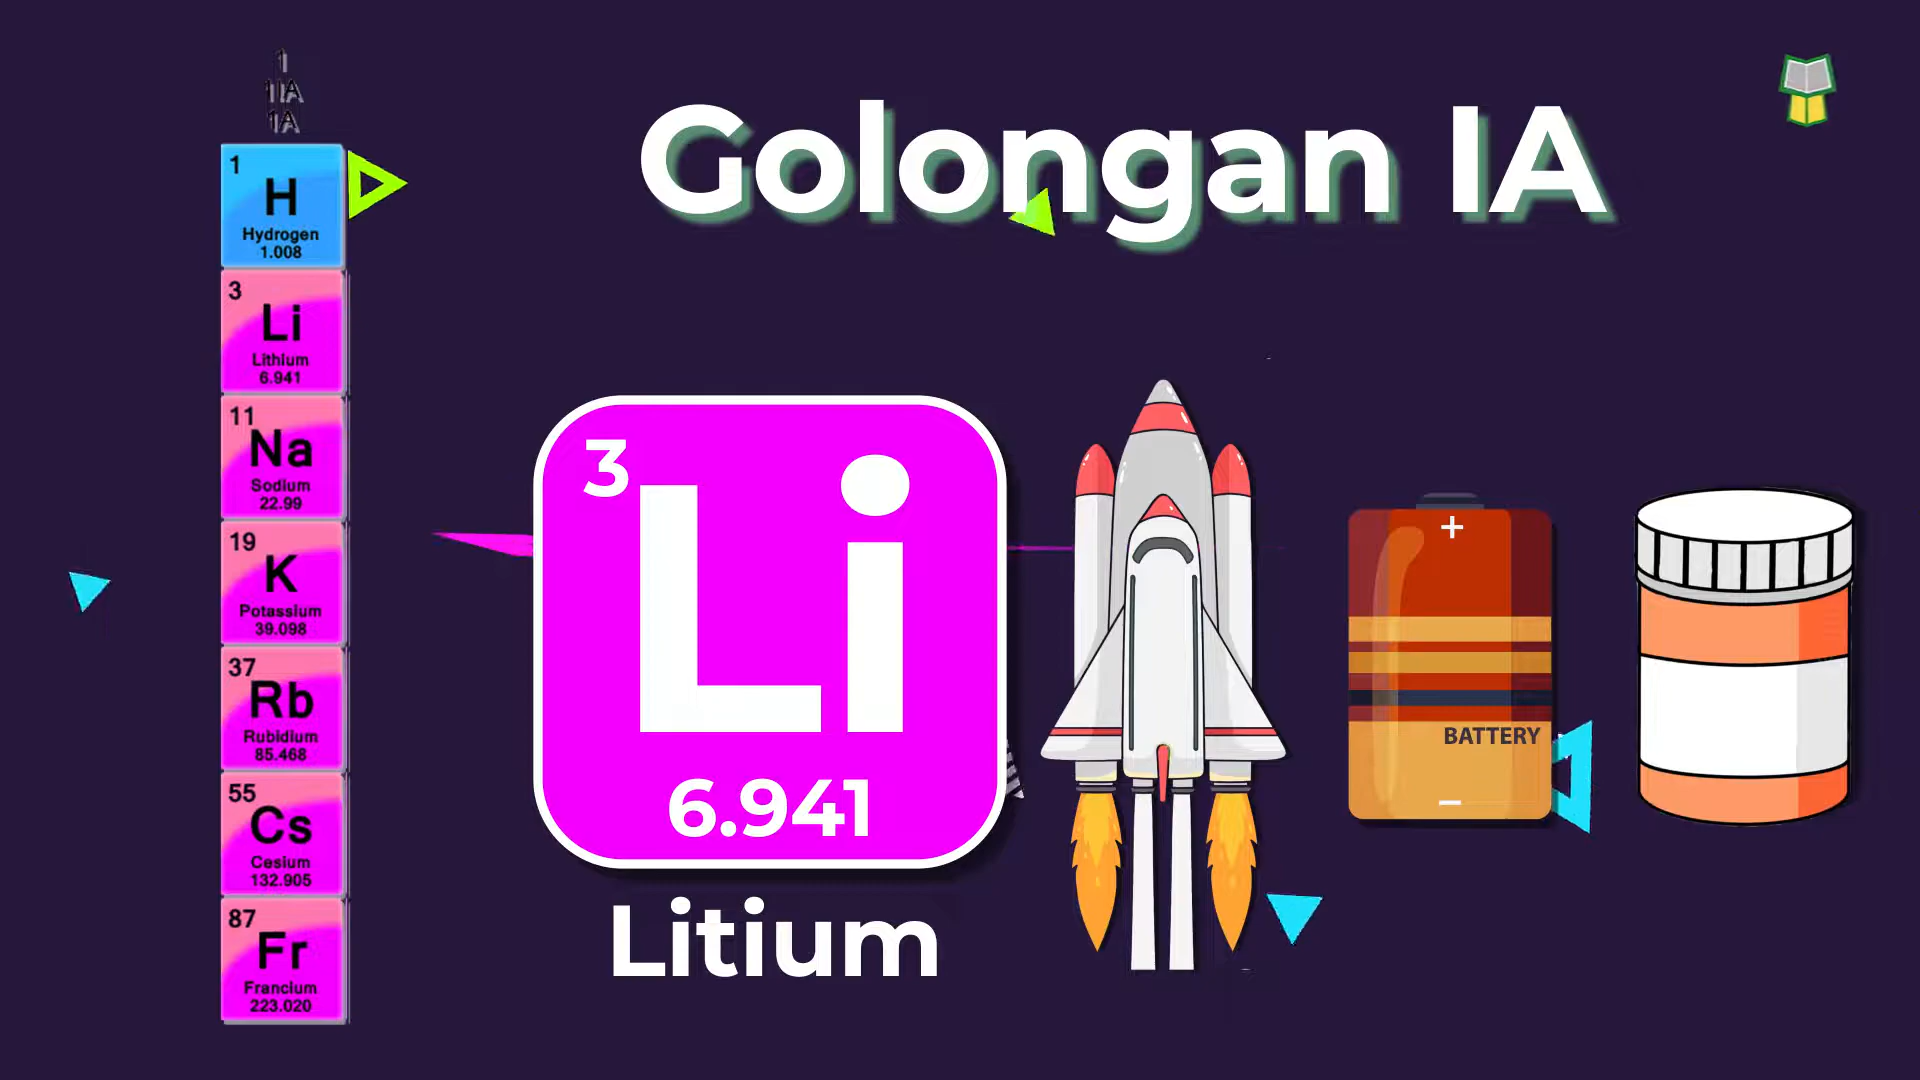 1
1IA
1A
1
H
Hydrogen
1.008
3
Li
Lithium
6.941
11
Na
Sodium
22.99
19
K
Potassium
39.098
37
Rb
Rubidium
85.468
55
Cs
Cesium
132.905
87
Fr
Francium
223.020
Golongan IA
3
Li
6.941
Litium
+
BATTERY
−